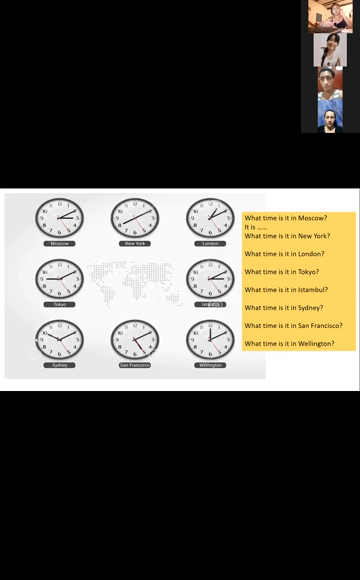 Moscow
New York
London
Tokyo
Sydney
San Francisco
Wellington
What time is it in Moscow?
It is ......
What time is it in New York?
What time is it in London?
What time is it in Tokyo?
What time is it in Istambul?
What time is it in Sydney?
What time is it in San Francisco?
What time is it in Wellington?